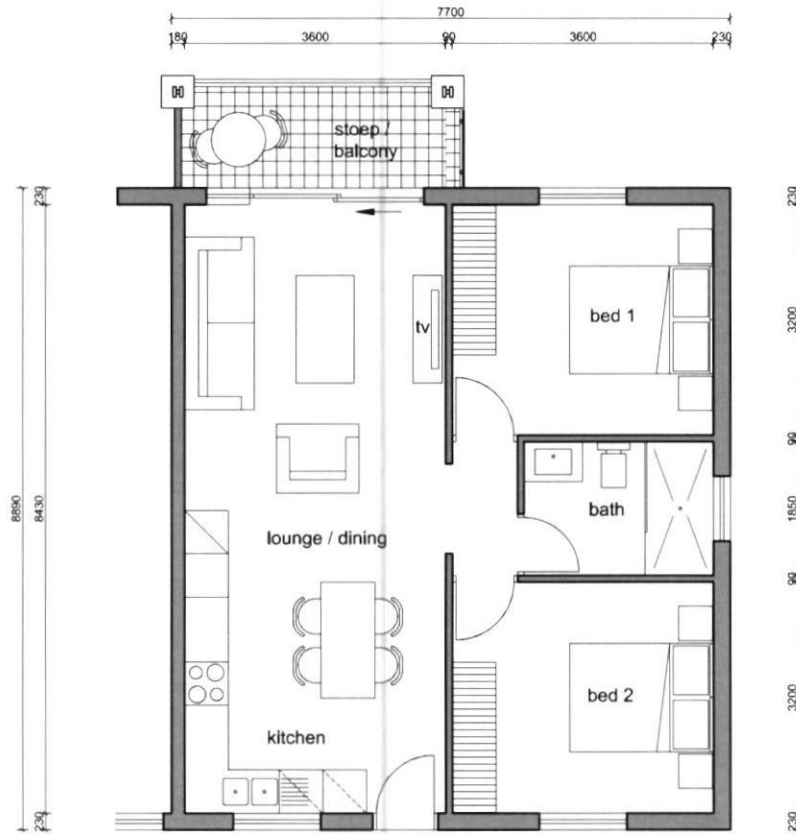 7700
180 3600 90 3600 230
H H
stoep /
balcony
230 230
tv
bed 1
3200
90
8890
8430
bath
1850
lounge / dining
90
bed 2
3200
kitchen
230 230